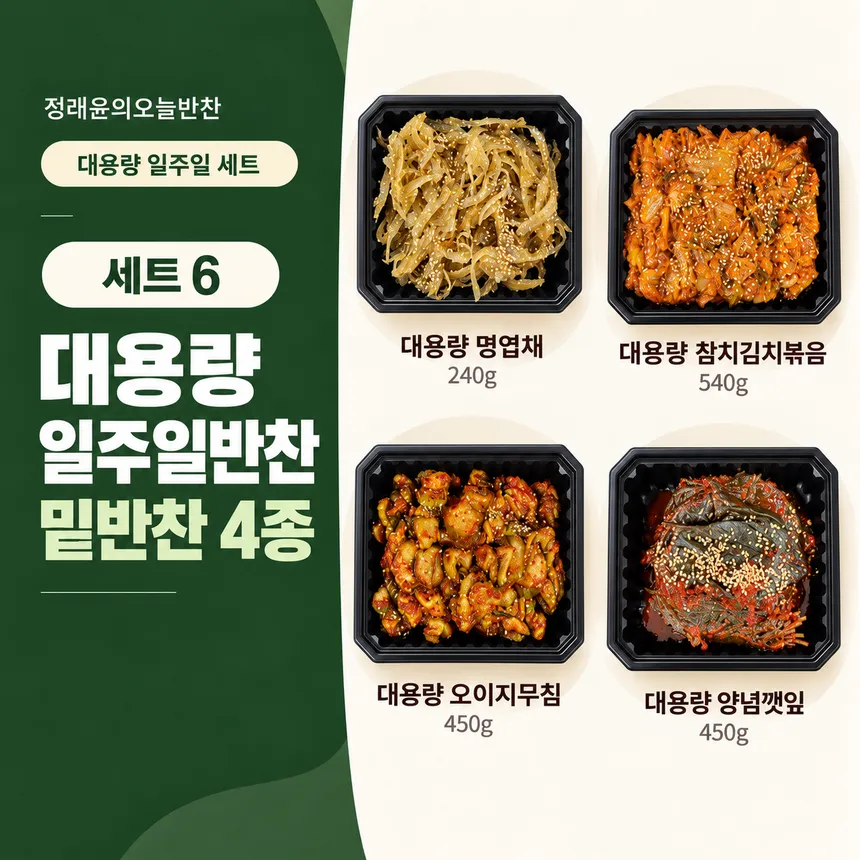 정래윤의오늘반찬
대용량 일주일 세트
세트 6
대용량
일주일반찬
밑반찬 4종
대용량 명엽채
240g
대용량 참치김치볶음
540g
대용량 오이지무침
450g
대용량 양념깻잎
450g